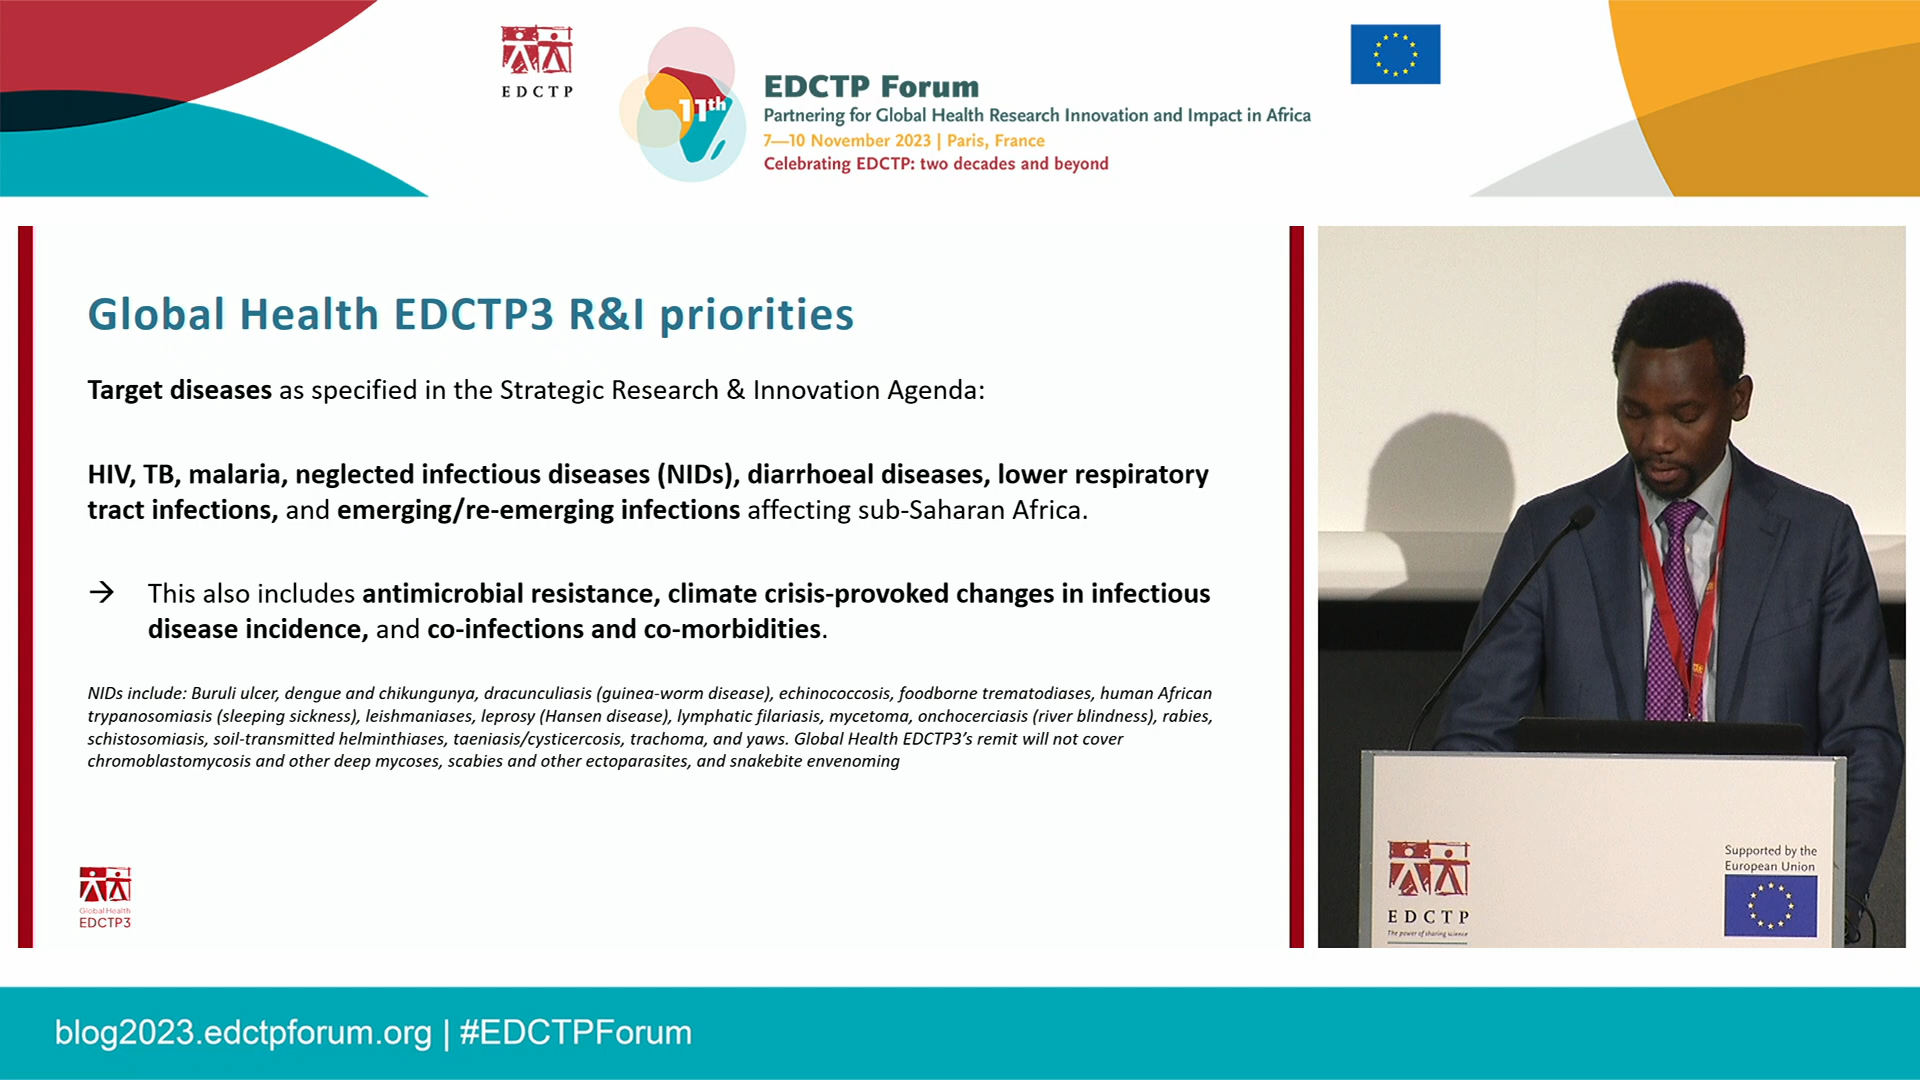 EDCTP
11th
EDCTP Forum
Partnering for Global Health Research Innovation and Impact in Africa
7—10 November 2023 | Paris, France
Celebrating EDCTP: two decades and beyond
Global Health EDCTP3 R&I priorities
Target diseases as specified in the Strategic Research & Innovation Agenda:
HIV, TB, malaria, neglected infectious diseases (NIDs), diarrhoeal diseases, lower respiratory
tract infections, and emerging/re-emerging infections affecting sub-Saharan Africa.
→ This also includes antimicrobial resistance, climate crisis-provoked changes in infectious
disease incidence, and co-infections and co-morbidities.
NIDs include: Buruli ulcer, dengue and chikungunya, dracunculiasis (guinea-worm disease), echinococcosis, foodborne trematodiases, human African
trypanosomiasis (sleeping sickness), leishmaniases, leprosy (Hansen disease), lymphatic filariasis, mycetoma, onchocerciasis (river blindness), rabies,
schistosomiasis, soil-transmitted helminthiases, taeniasis/cysticercosis, trachoma, and yaws. Global Health EDCTP3’s remit will not cover
chromoblastomycosis and other deep mycoses, scabies and other ectoparasites, and snakebite envenoming
Global Health
EDCTP3
EDCTP
The power of sharing science
Supported by the
European Union
blog2023.edctpforum.org | #EDCTPForum